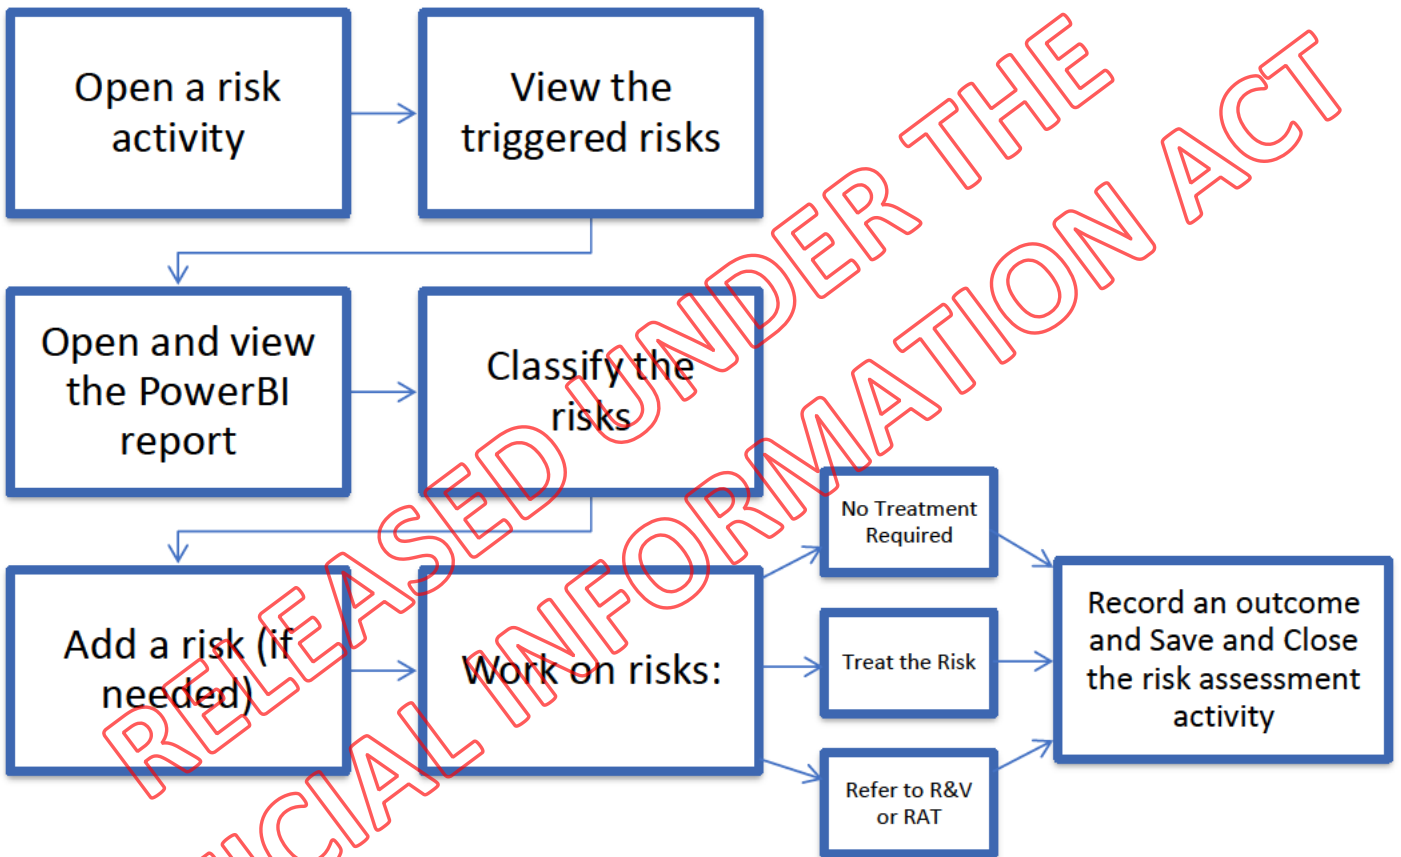 Open a risk
activity
View the
triggered risks
Open and view
the PowerBI
report
Classify the
risks
Add a risk (if
needed)
Work on risks:
No Treatment
Required
Treat the Risk
Refer to R&V
or RAT
Record an outcome
and Save and Close
the risk assessment
activity
RELEASED UNDER THE
INFORMATION ACT